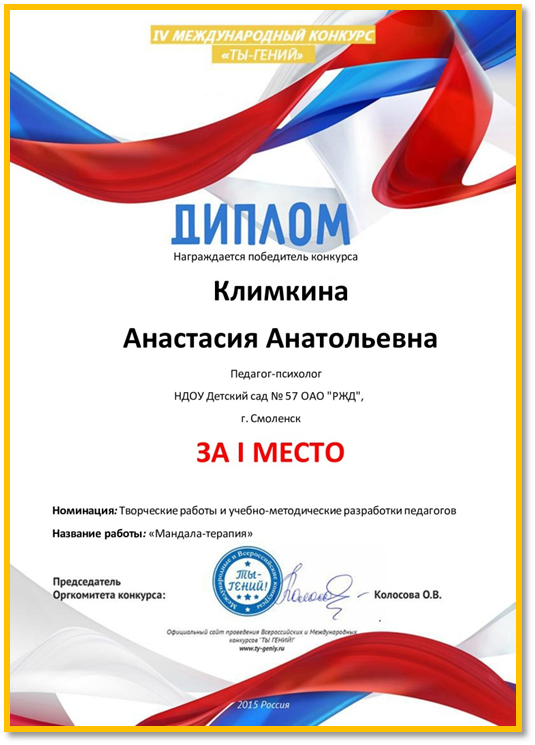 IV МЕЖДУНАРОДНЫЙ КОНКУРС
«ТЫ-ГЕНИЙ»
ДИПЛОМ
Награждается победитель конкурса
Климкина
Анастасия Анатольевна
Педагог-психолог
НДОУ Детский сад № 57 ОАО "РЖД",
г. Смоленск
ЗА I МЕСТО
Номинация: Творческие работы и учебно-методические разработки педагогов
Название работы: «Мандала-терапия»
Председатель
Оргкомитета конкурса:
Международные и Всероссийские конкурсы
ТЫ-
ГЕНИЙ!
Колосова О.В.
Официальный сайт проведения Всероссийских и Международных
конкурсов "ТЫ ГЕНИЙ!"
www.ty-geniy.ru
2015 Россия